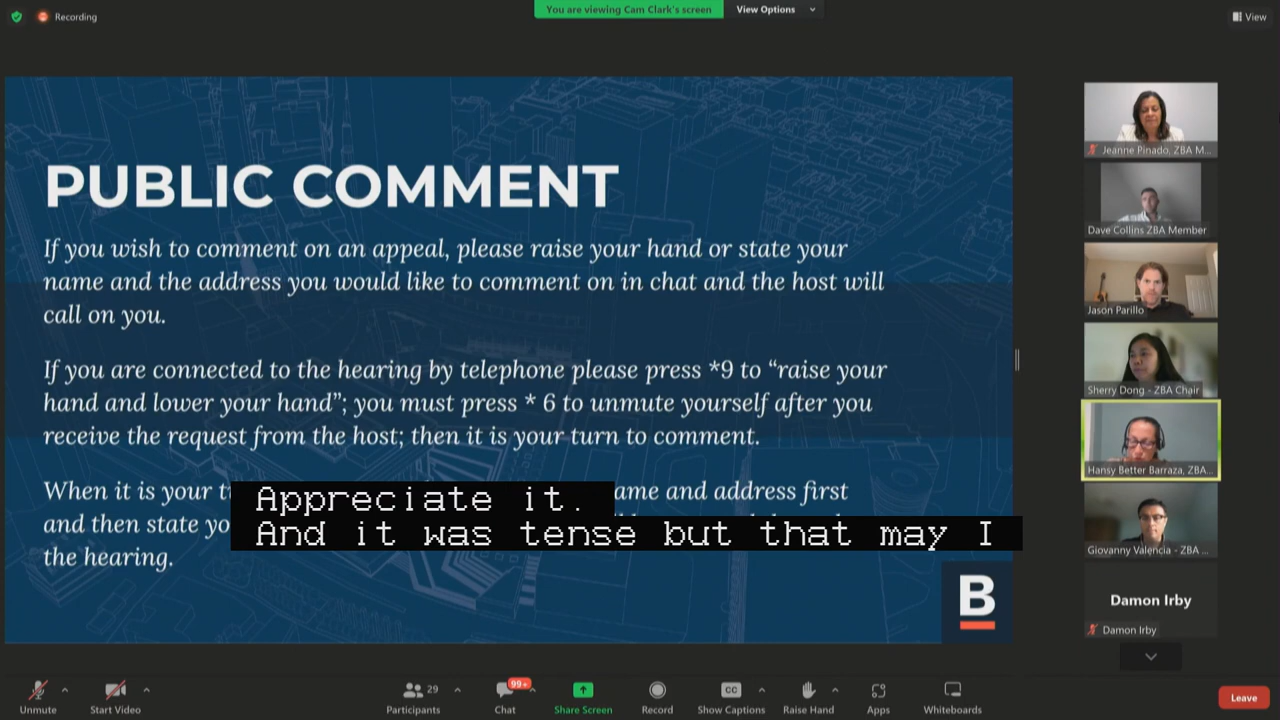 Recording
You are viewing Cam Clark's screen
View Options
View
PUBLIC COMMENT
If you wish to comment on an appeal, please raise your hand or state your
name and the address you would like to comment on in chat and the host will
call on you.
If you are connected to the hearing by telephone please press *9 to “raise your
hand and lower your hand”; you must press * 6 to unmute yourself after you
receive the request from the host; then it is your turn to comment.
When it is your ame and address first
and then state
the hearing.
Appreciate it.
And it was tense but that may I
B
Jeanne Pinado, ZBA M...
Dave Collins ZBA Member
Jason Parillo
Sherry Dong - ZBA Chair
Hansy Better Barraza, ZBA...
Giovanny Valencia - ZBA ...
Damon Irby
Damon Irby
Unmute
Start Video
29
Participants
99+
Chat
Share Screen
Record
CC
Show Captions
Raise Hand
Apps
Whiteboards
Leave